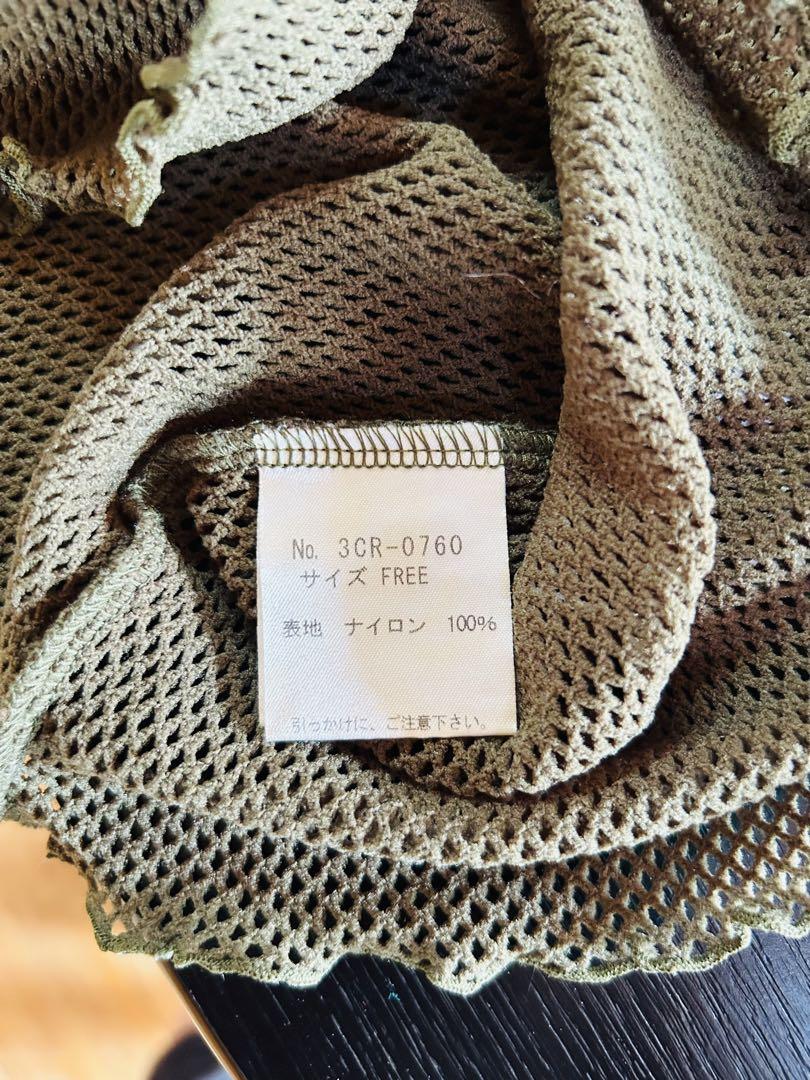 No. 3CR-0760
サイズ FREE
表地 ナイロン 100%
引っかけに、ご注意下さい。